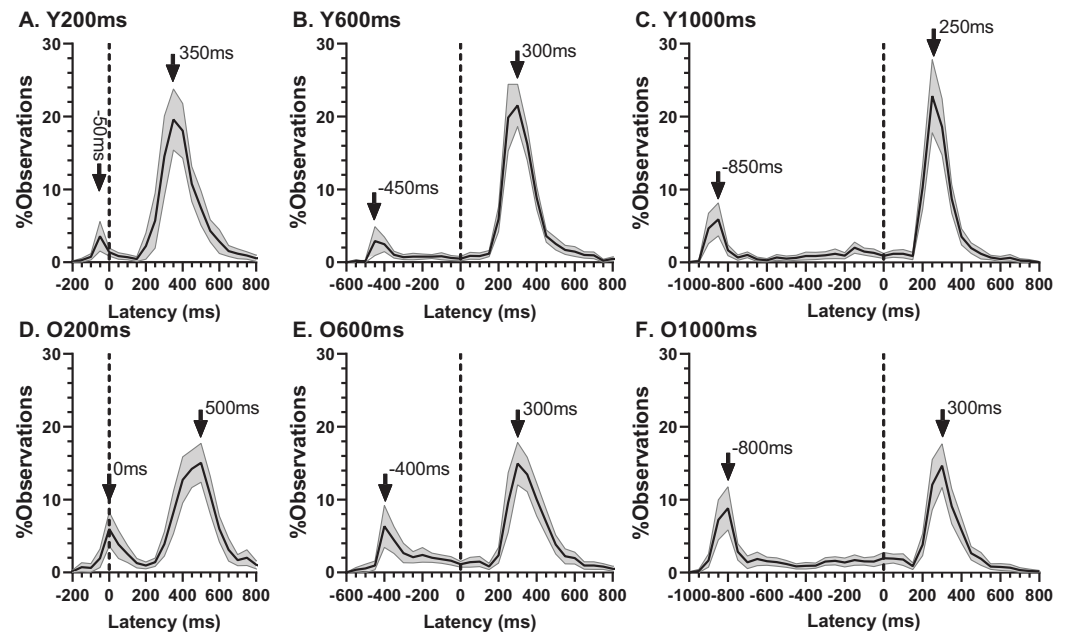 A. Y200ms
30
20
10
0
%Observations
-50ms
350ms
-200 0 200 400 600 800
Latency (ms)
B. Y600ms
30
20
10
0
%Observations
-450ms
300ms
-600 -400 -200 0 200 400 600 800
Latency (ms)
C. Y1000ms
30
20
10
0
%Observations
-850ms
250ms
-1000 -800 -600 -400 -200 0 200 400 600 800
Latency (ms)
D. O200ms
30
20
10
0
%Observations
0ms
500ms
-200 0 200 400 600 800
Latency (ms)
E. O600ms
30
20
10
0
%Observations
-400ms
300ms
-600 -400 -200 0 200 400 600 800
Latency (ms)
F. O1000ms
30
20
10
0
%Observations
-800ms
300ms
-1000 -800 -600 -400 -200 0 200 400 600 800
Latency (ms)